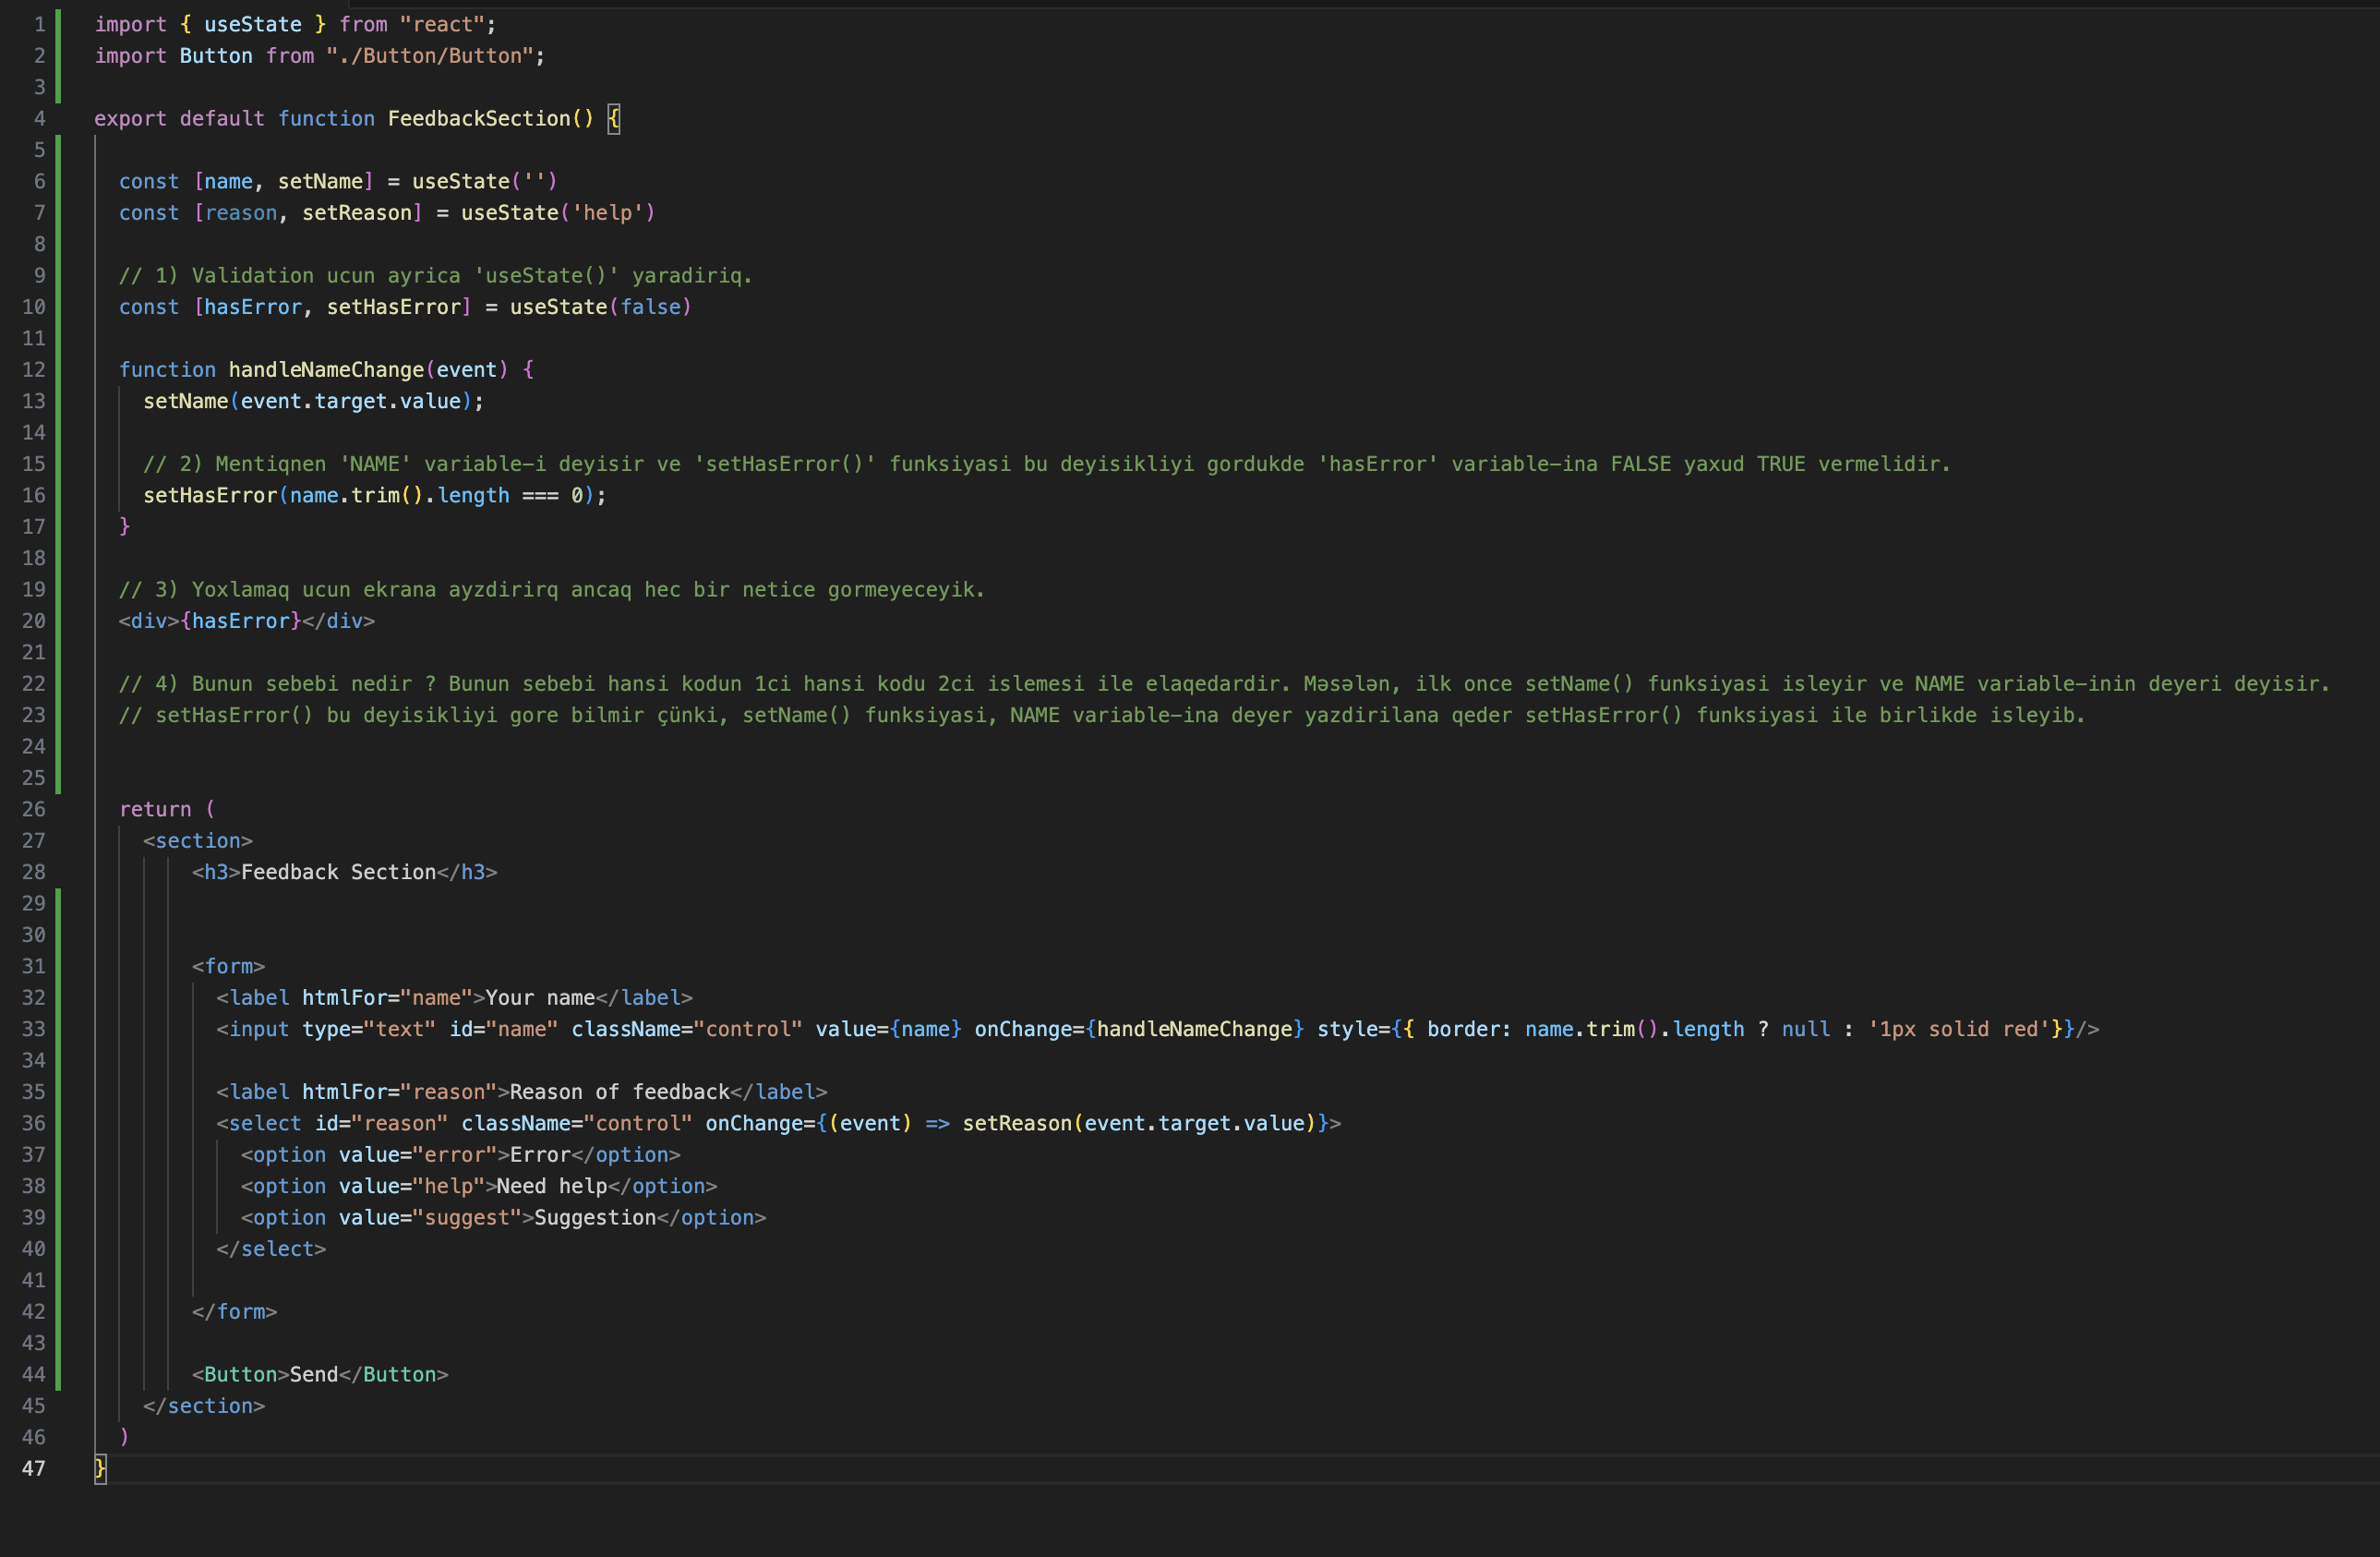 1 import { useState } from "react";
2 import Button from "./Button/Button";
3
4 export default function FeedbackSection() {
5
6 const [name, setName] = useState('')
7 const [reason, setReason] = useState('help')
8
9 // 1) Validation ucun ayrica 'useState()' yaradiriq.
10 const [hasError, setHasError] = useState(false)
11
12 function handleNameChange(event) {
13 setName(event.target.value);
14
15 // 2) Mentiqnen 'NAME' variable-i deyisir ve 'setHasError()' funksiyasi bu deyisikliyi gordukde 'hasError' variable-ina FALSE yaxud TRUE vermelidir.
16 setHasError(name.trim().length === 0);
17 }
18
19 // 3) Yoxlamaq ucun ekrana ayzdirirq ancaq hec bir netice gormeyeceyik.
20 <div>{hasError}</div>
21
22 // 4) Bunun sebebi nedir ? Bunun sebebi hansi kodun 1ci hansi kodu 2ci islemesi ile elaqedardir. Məsələn, ilk once setName() funksiyasi isleyir ve NAME variable-inin deyeri deyisir.
23 // setHasError() bu deyisikliyi gore bilmir çünki, setName() funksiyasi, NAME variable-ina deyer yazdirilana qeder setHasError() funksiyasi ile birlikde isleyib.
24
25
26 return (
27 <section>
28 <h3>Feedback Section</h3>
29
30
31 <form>
32 <label htmlFor="name">Your name</label>
33 <input type="text" id="name" className="control" value={name} onChange={handleNameChange} style={{ border: name.trim().length ? null : '1px solid red'}}/>
34
35 <label htmlFor="reason">Reason of feedback</label>
36 <select id="reason" className="control" onChange={(event) => setReason(event.target.value)}>
37 <option value="error">Error</option>
38 <option value="help">Need help</option>
39 <option value="suggest">Suggestion</option>
40 </select>
41
42 </form>
43
44 <Button>Send</Button>
45 </section>
46 )
47 }